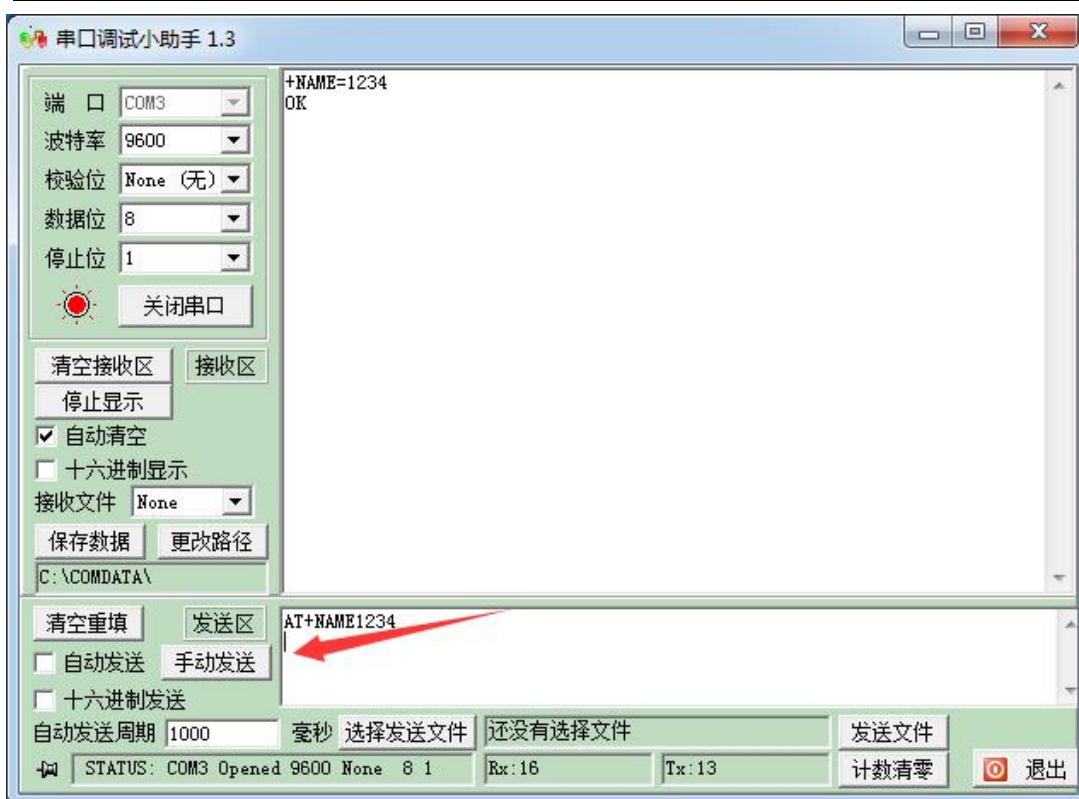 串口调试小助手 1.3
端 口 COM3
波特率 9600
校验位 None (无)
数据位 8
停止位 1
关闭串口
清空接收区 接收区
停止显示
自动清空
十六进制显示
接收文件 None
保存数据 更改路径
C:\COMDATA\
+NAME=1234
OK
清空重填 发送区
自动发送 手动发送
十六进制发送
AT+NAME1234
自动发送周期 1000 毫秒 选择发送文件 还没有选择文件 发送文件
STATUS: COM3 Opened 9600 None 8 1 Rx:16 Tx:13 计数清零 退出